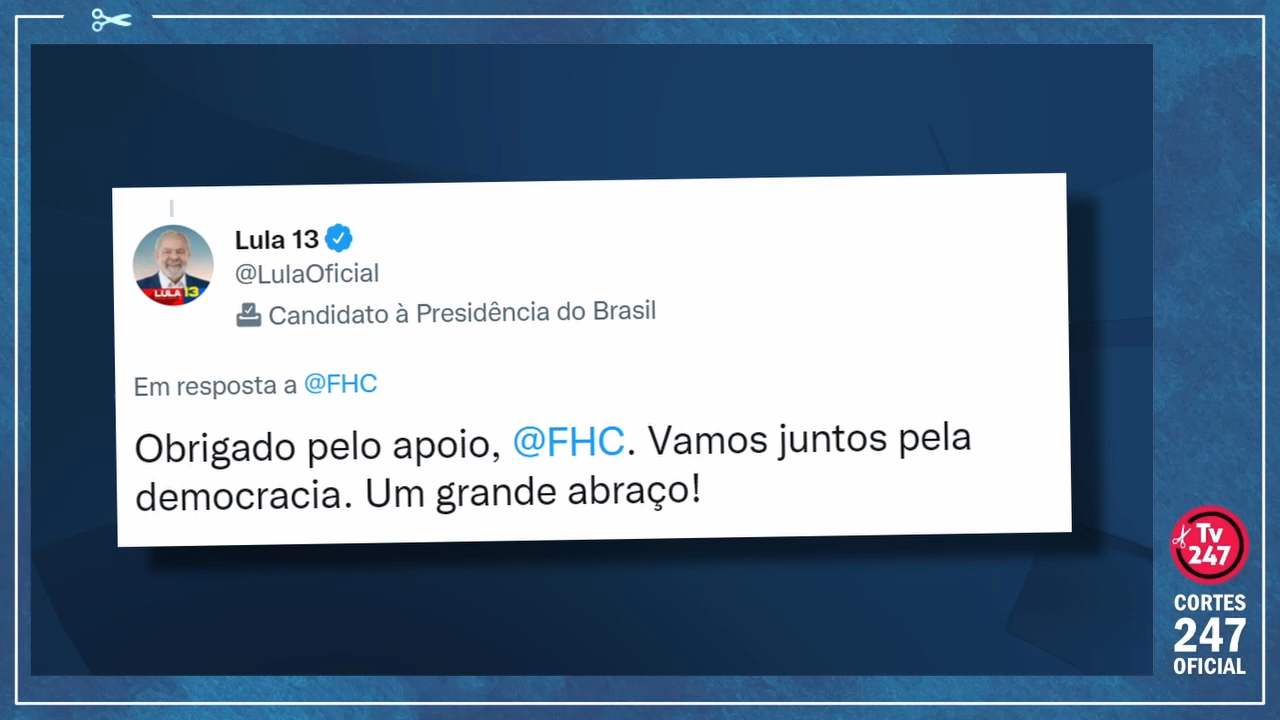 Lula 13
@LulaOficial
Candidato à Presidência do Brasil
LULA 13
Em resposta a @FHC
Obrigado pelo apoio, @FHC. Vamos juntos pela
democracia. Um grande abraço!
Tv
247
CORTES
247
OFICIAL